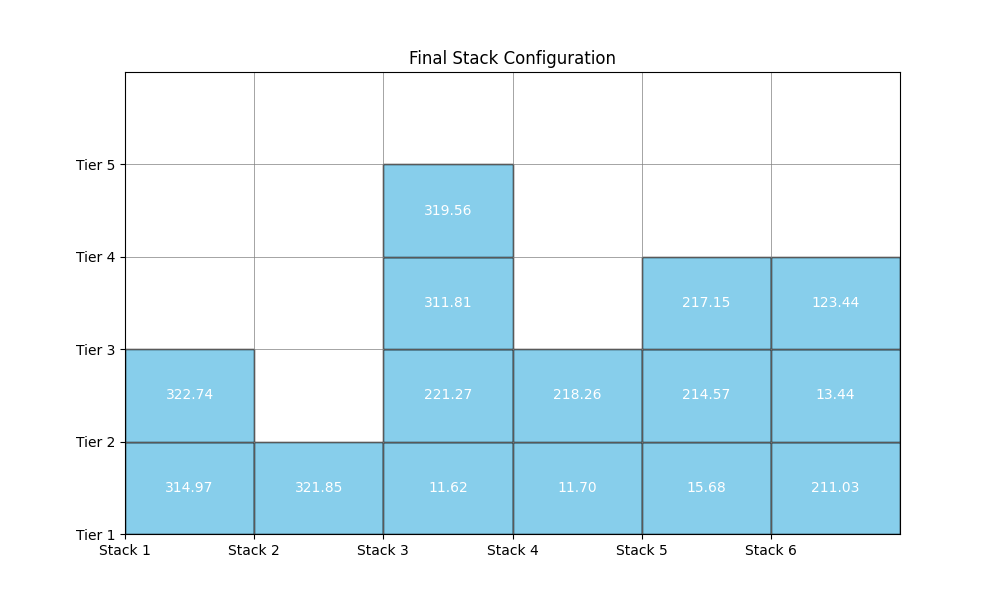 Final Stack Configuration
Tier 5
319.56
Tier 4
311.81 217.15 123.44
Tier 3
322.74 221.27 218.26 214.57 13.44
Tier 2
314.97 321.85 11.62 11.70 15.68 211.03
Tier 1
Stack 1 Stack 2 Stack 3 Stack 4 Stack 5 Stack 6